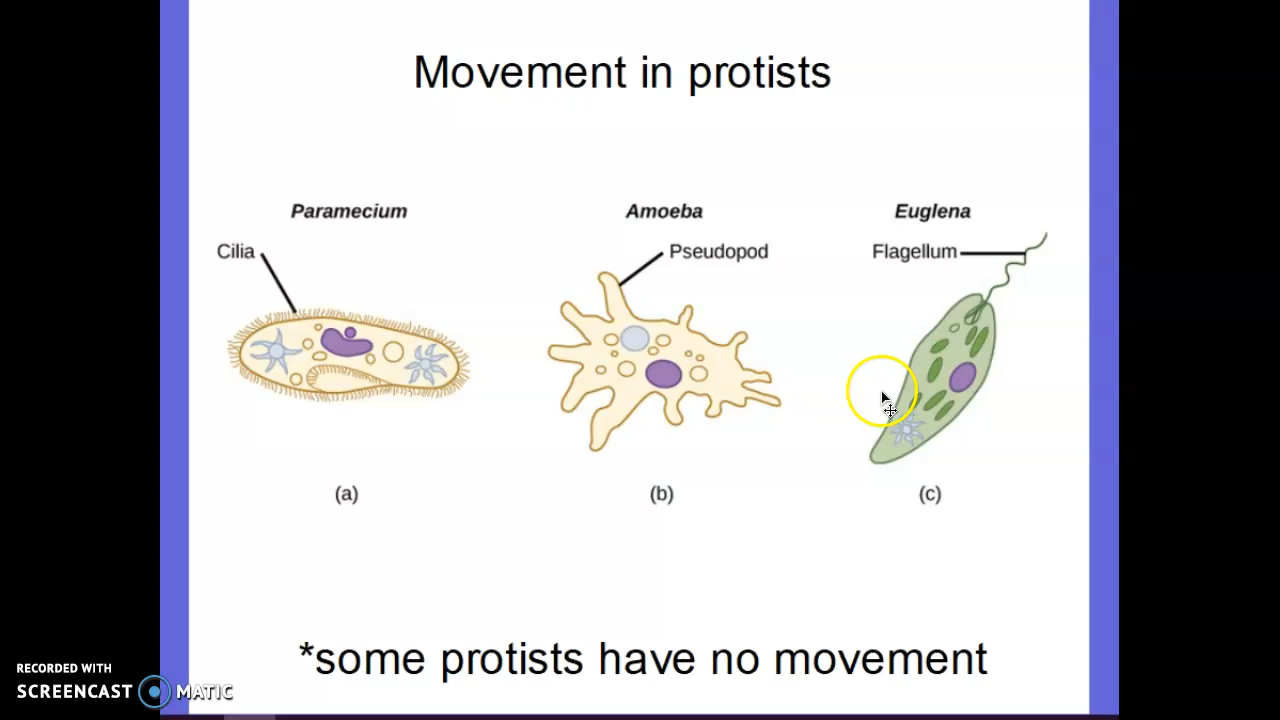 Movement in protists
Paramecium
Amoeba
Euglena
Cilia
Pseudopod
Flagellum
(a)
(b)
(c)
*some protists have no movement
RECORDED WITH
SCREENCAST MATIC